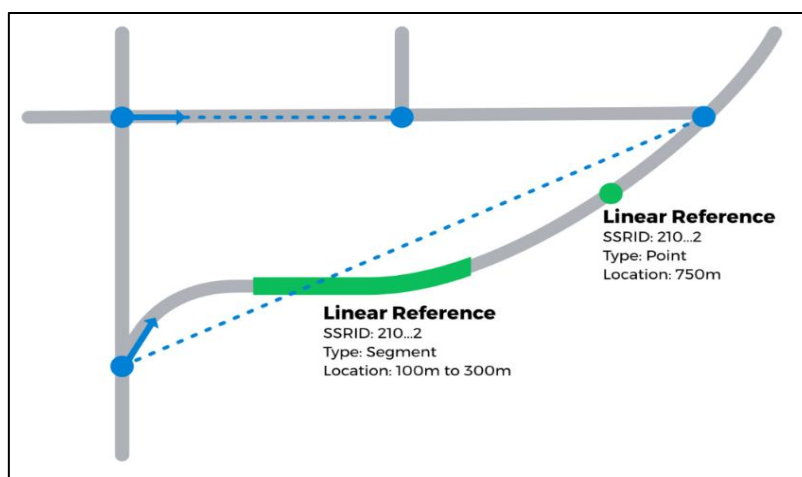 Linear Reference
SSRID: 210...2
Type: Point
Location: 750m
Linear Reference
SSRID: 210...2
Type: Segment
Location: 100m to 300m